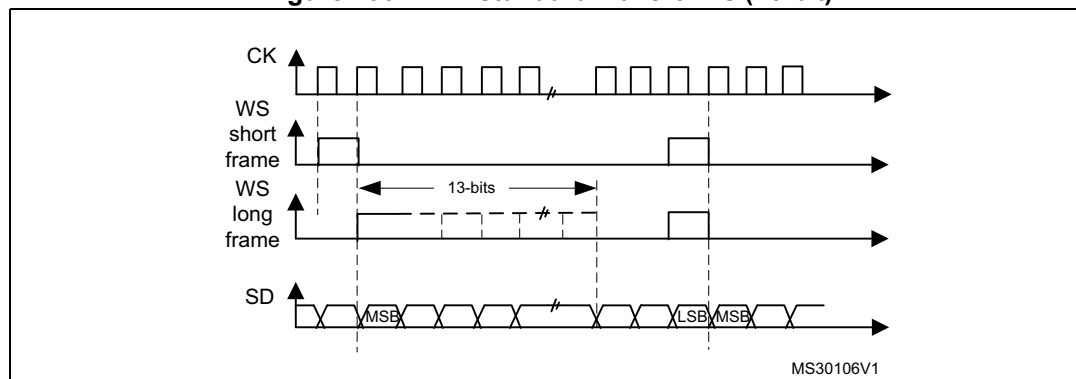 CK
WS
short
frame
WS
13-bits
long
frame
SD
MSB
LSB
MSB
MS30106V1